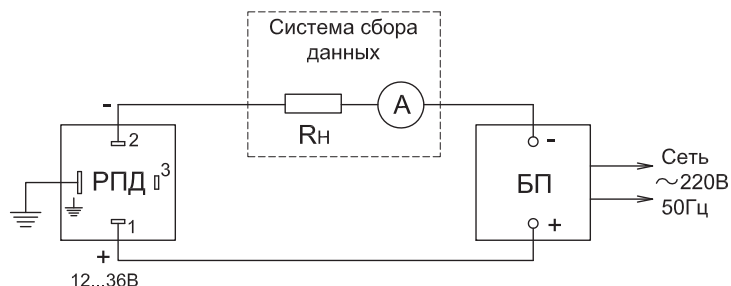 Система сбора
данных
-
A
Rн
2
-
РПД
3
БП
Сеть
~220В
50Гц
1
+
+
12...36В